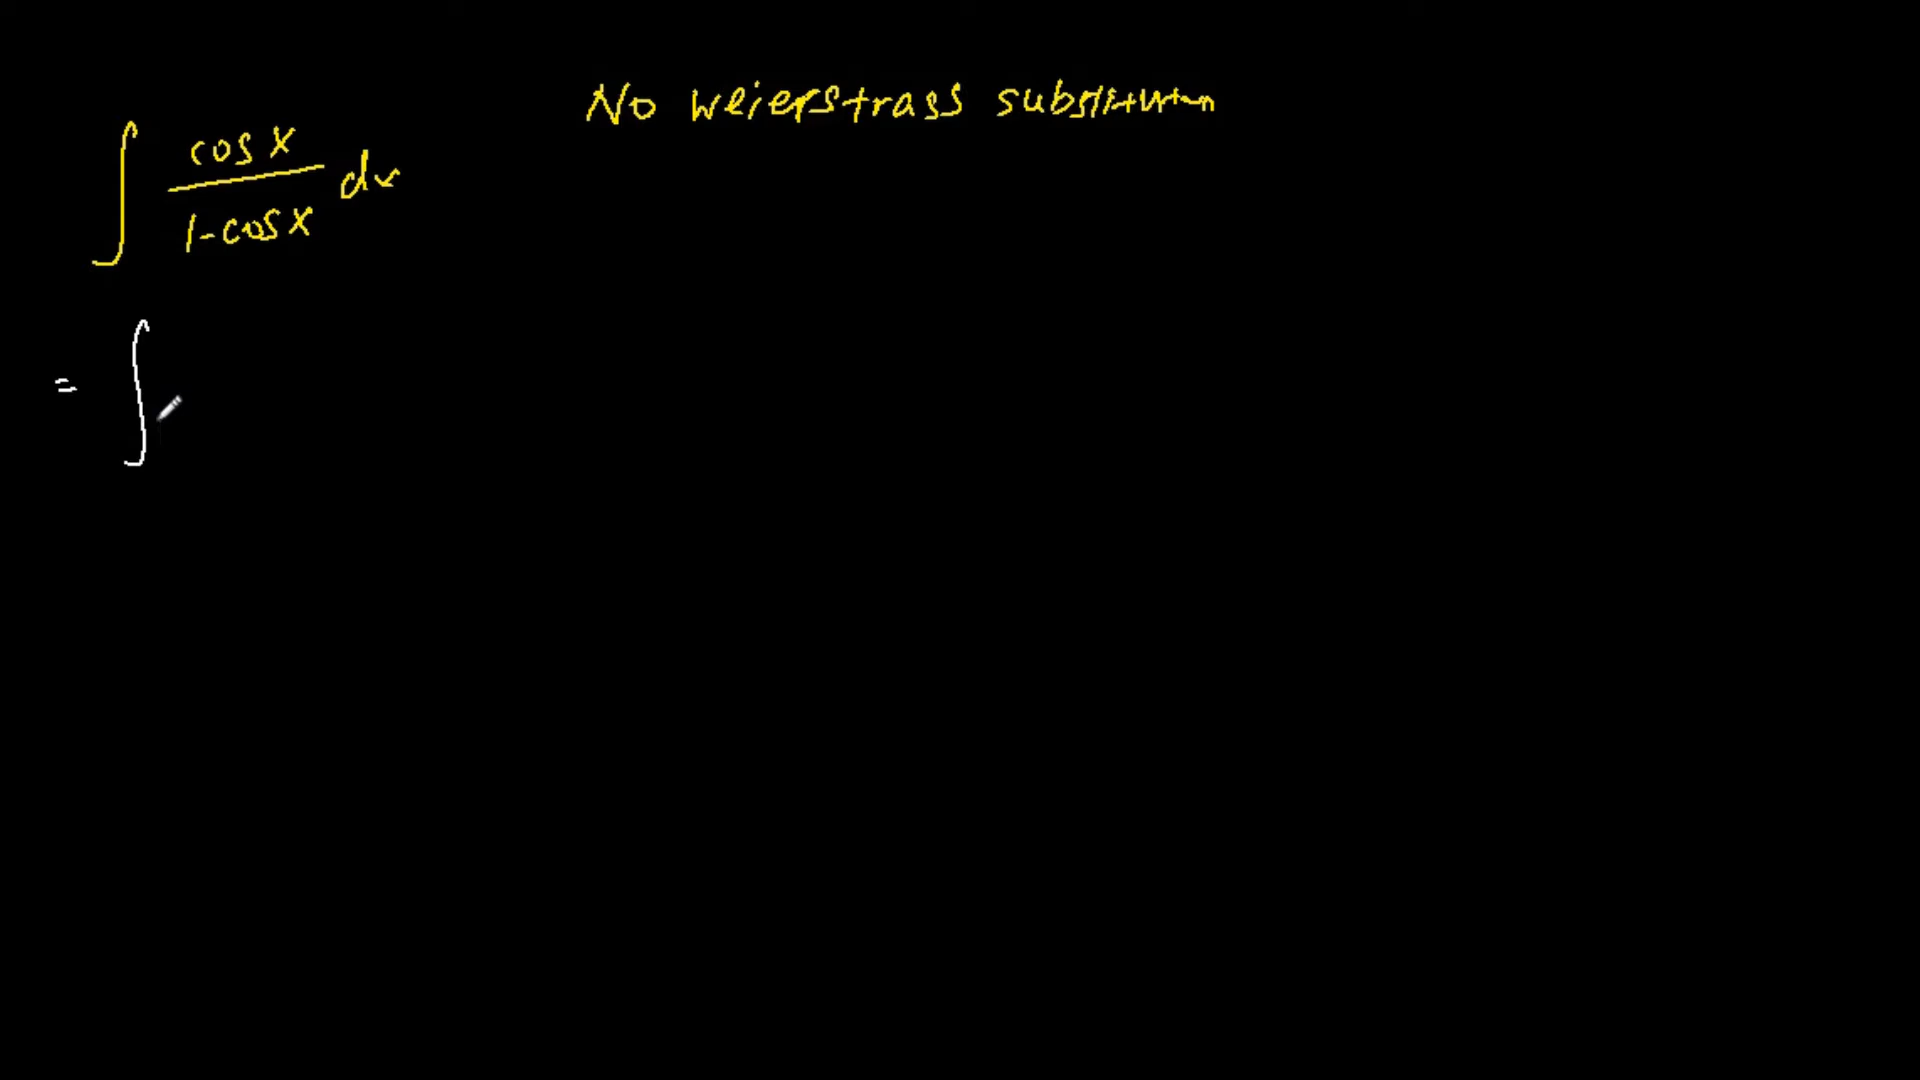 No weierstrass substitution
∫ cos x / 1-cos x dx
= ∫